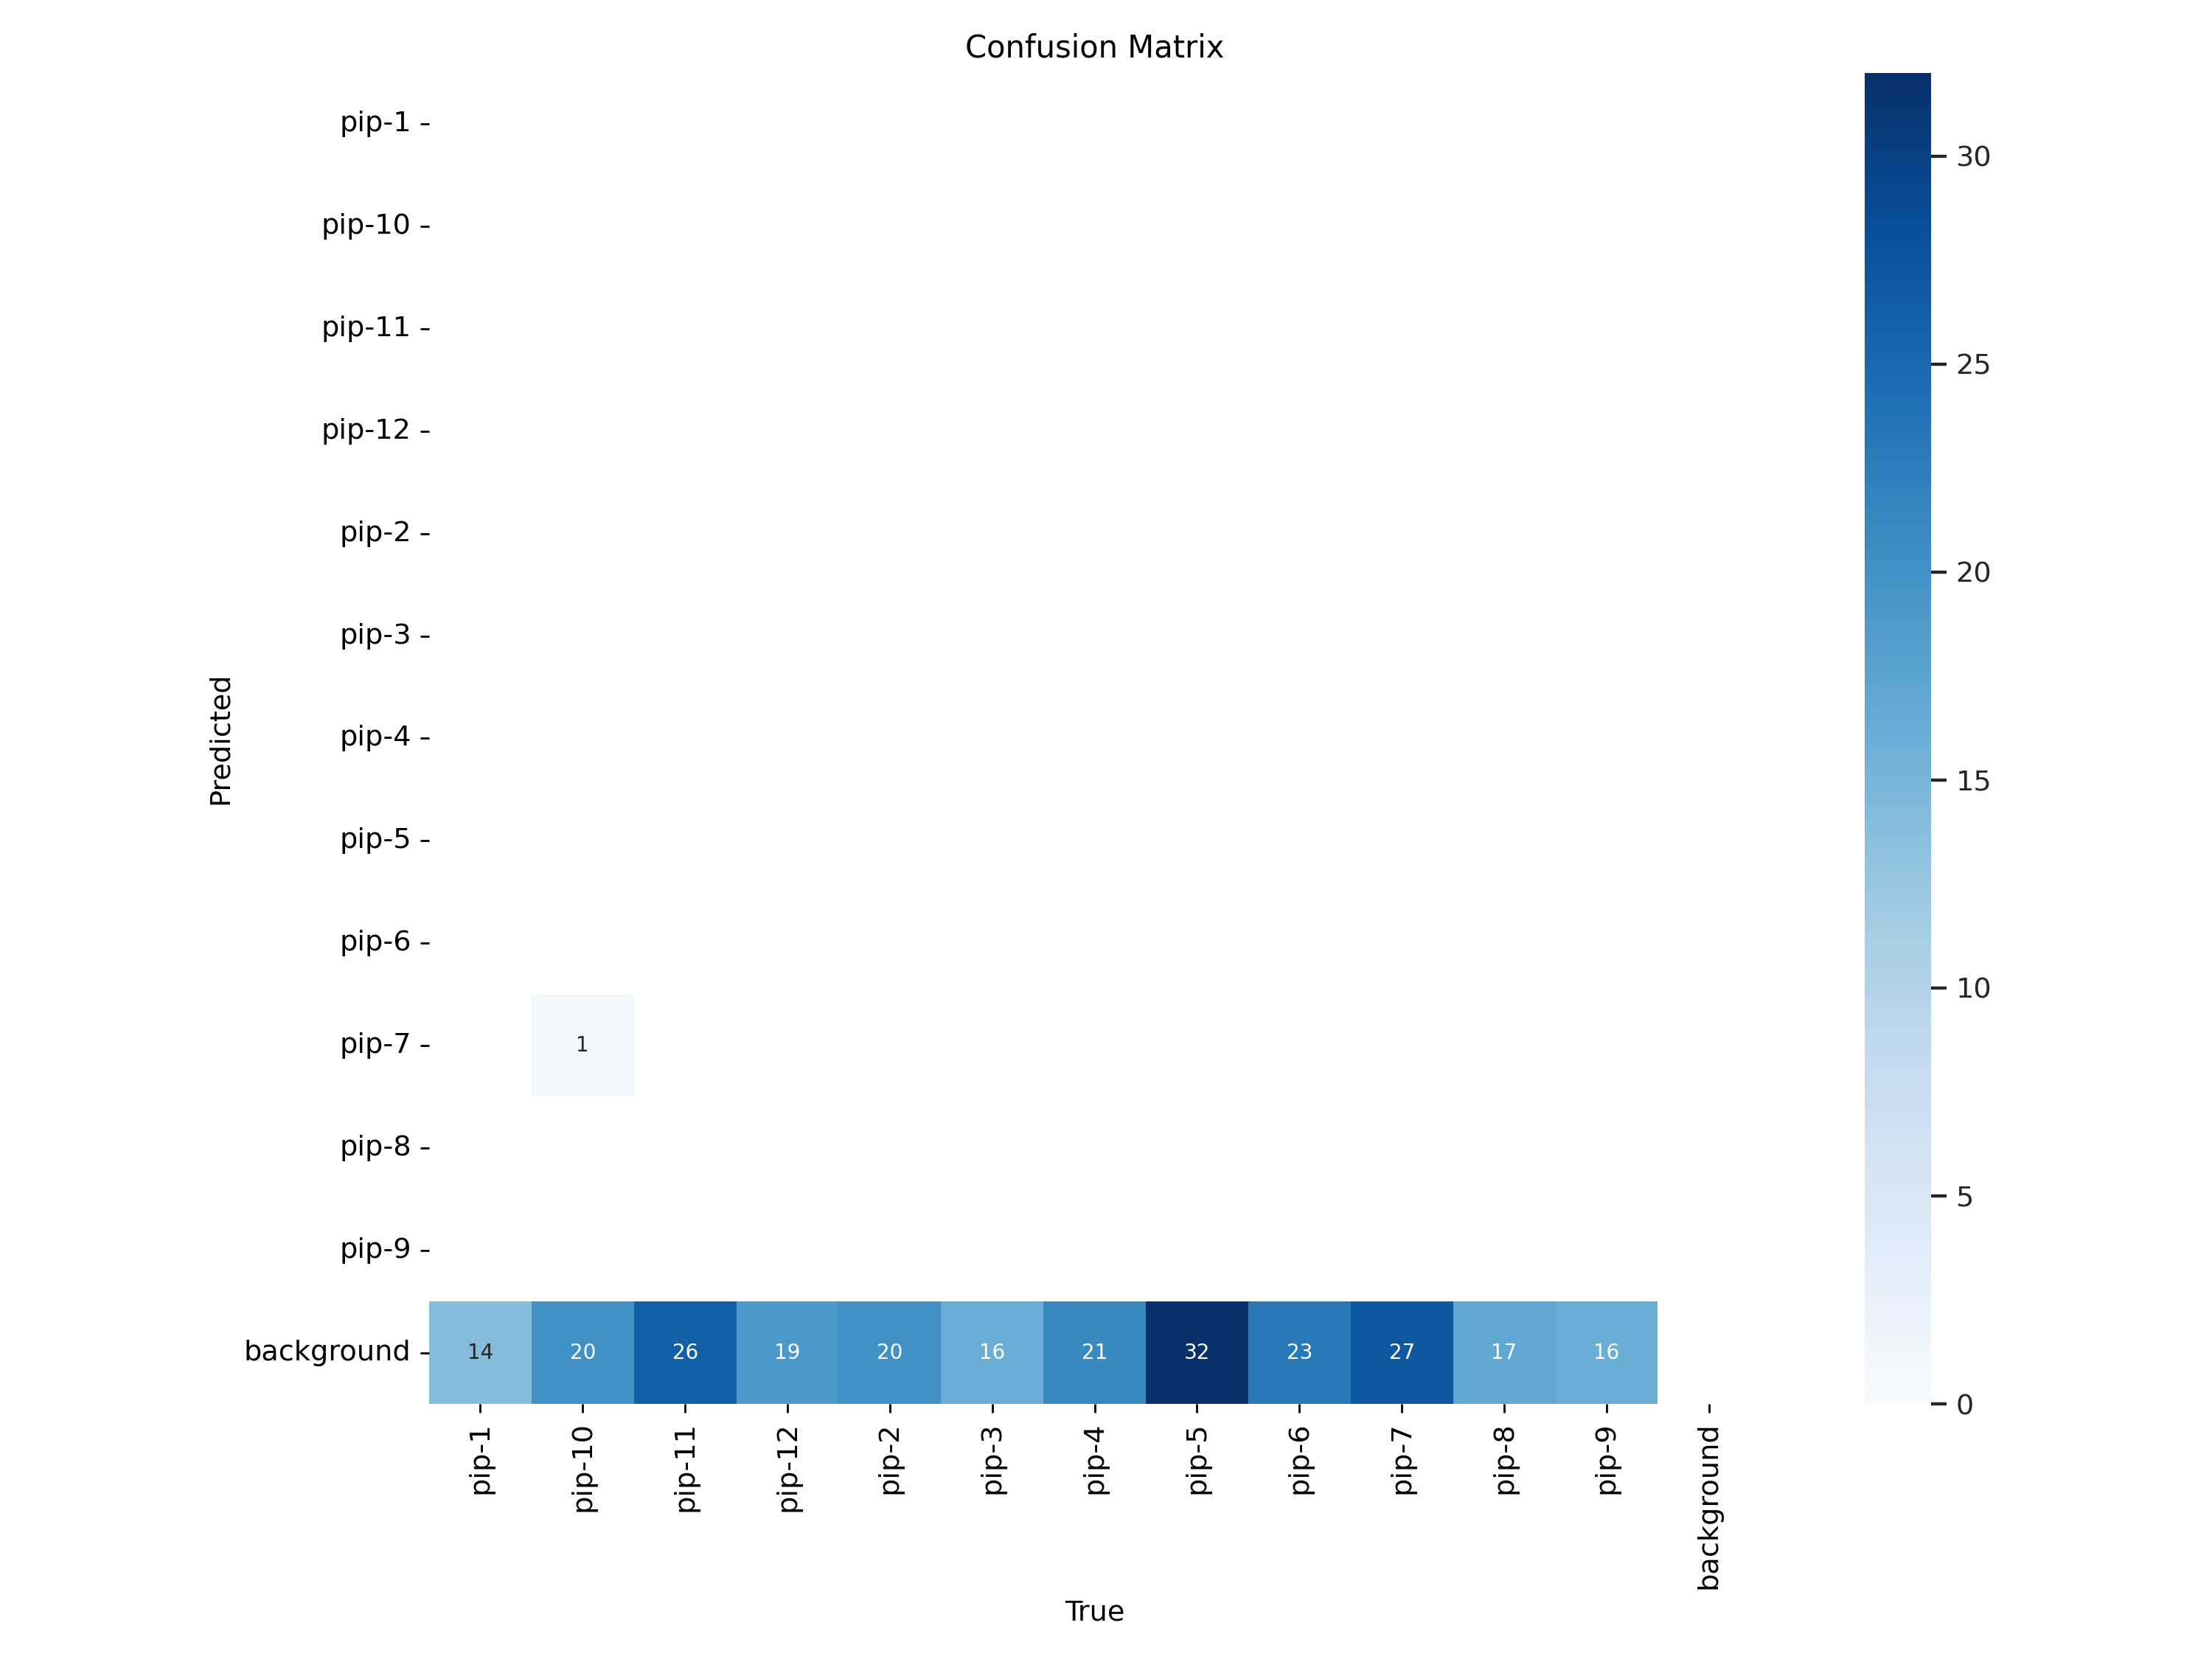 Confusion Matrix
pip-1
pip-10
pip-11
pip-12
pip-2
pip-3
pip-4
pip-5
pip-6
pip-7
pip-8
pip-9
background
Predicted
1
14 20 26 19 20 16 21 32 23 27 17 16
pip-1 pip-10 pip-11 pip-12 pip-2 pip-3 pip-4 pip-5 pip-6 pip-7 pip-8 pip-9 background
True
30
25
20
15
10
5
0